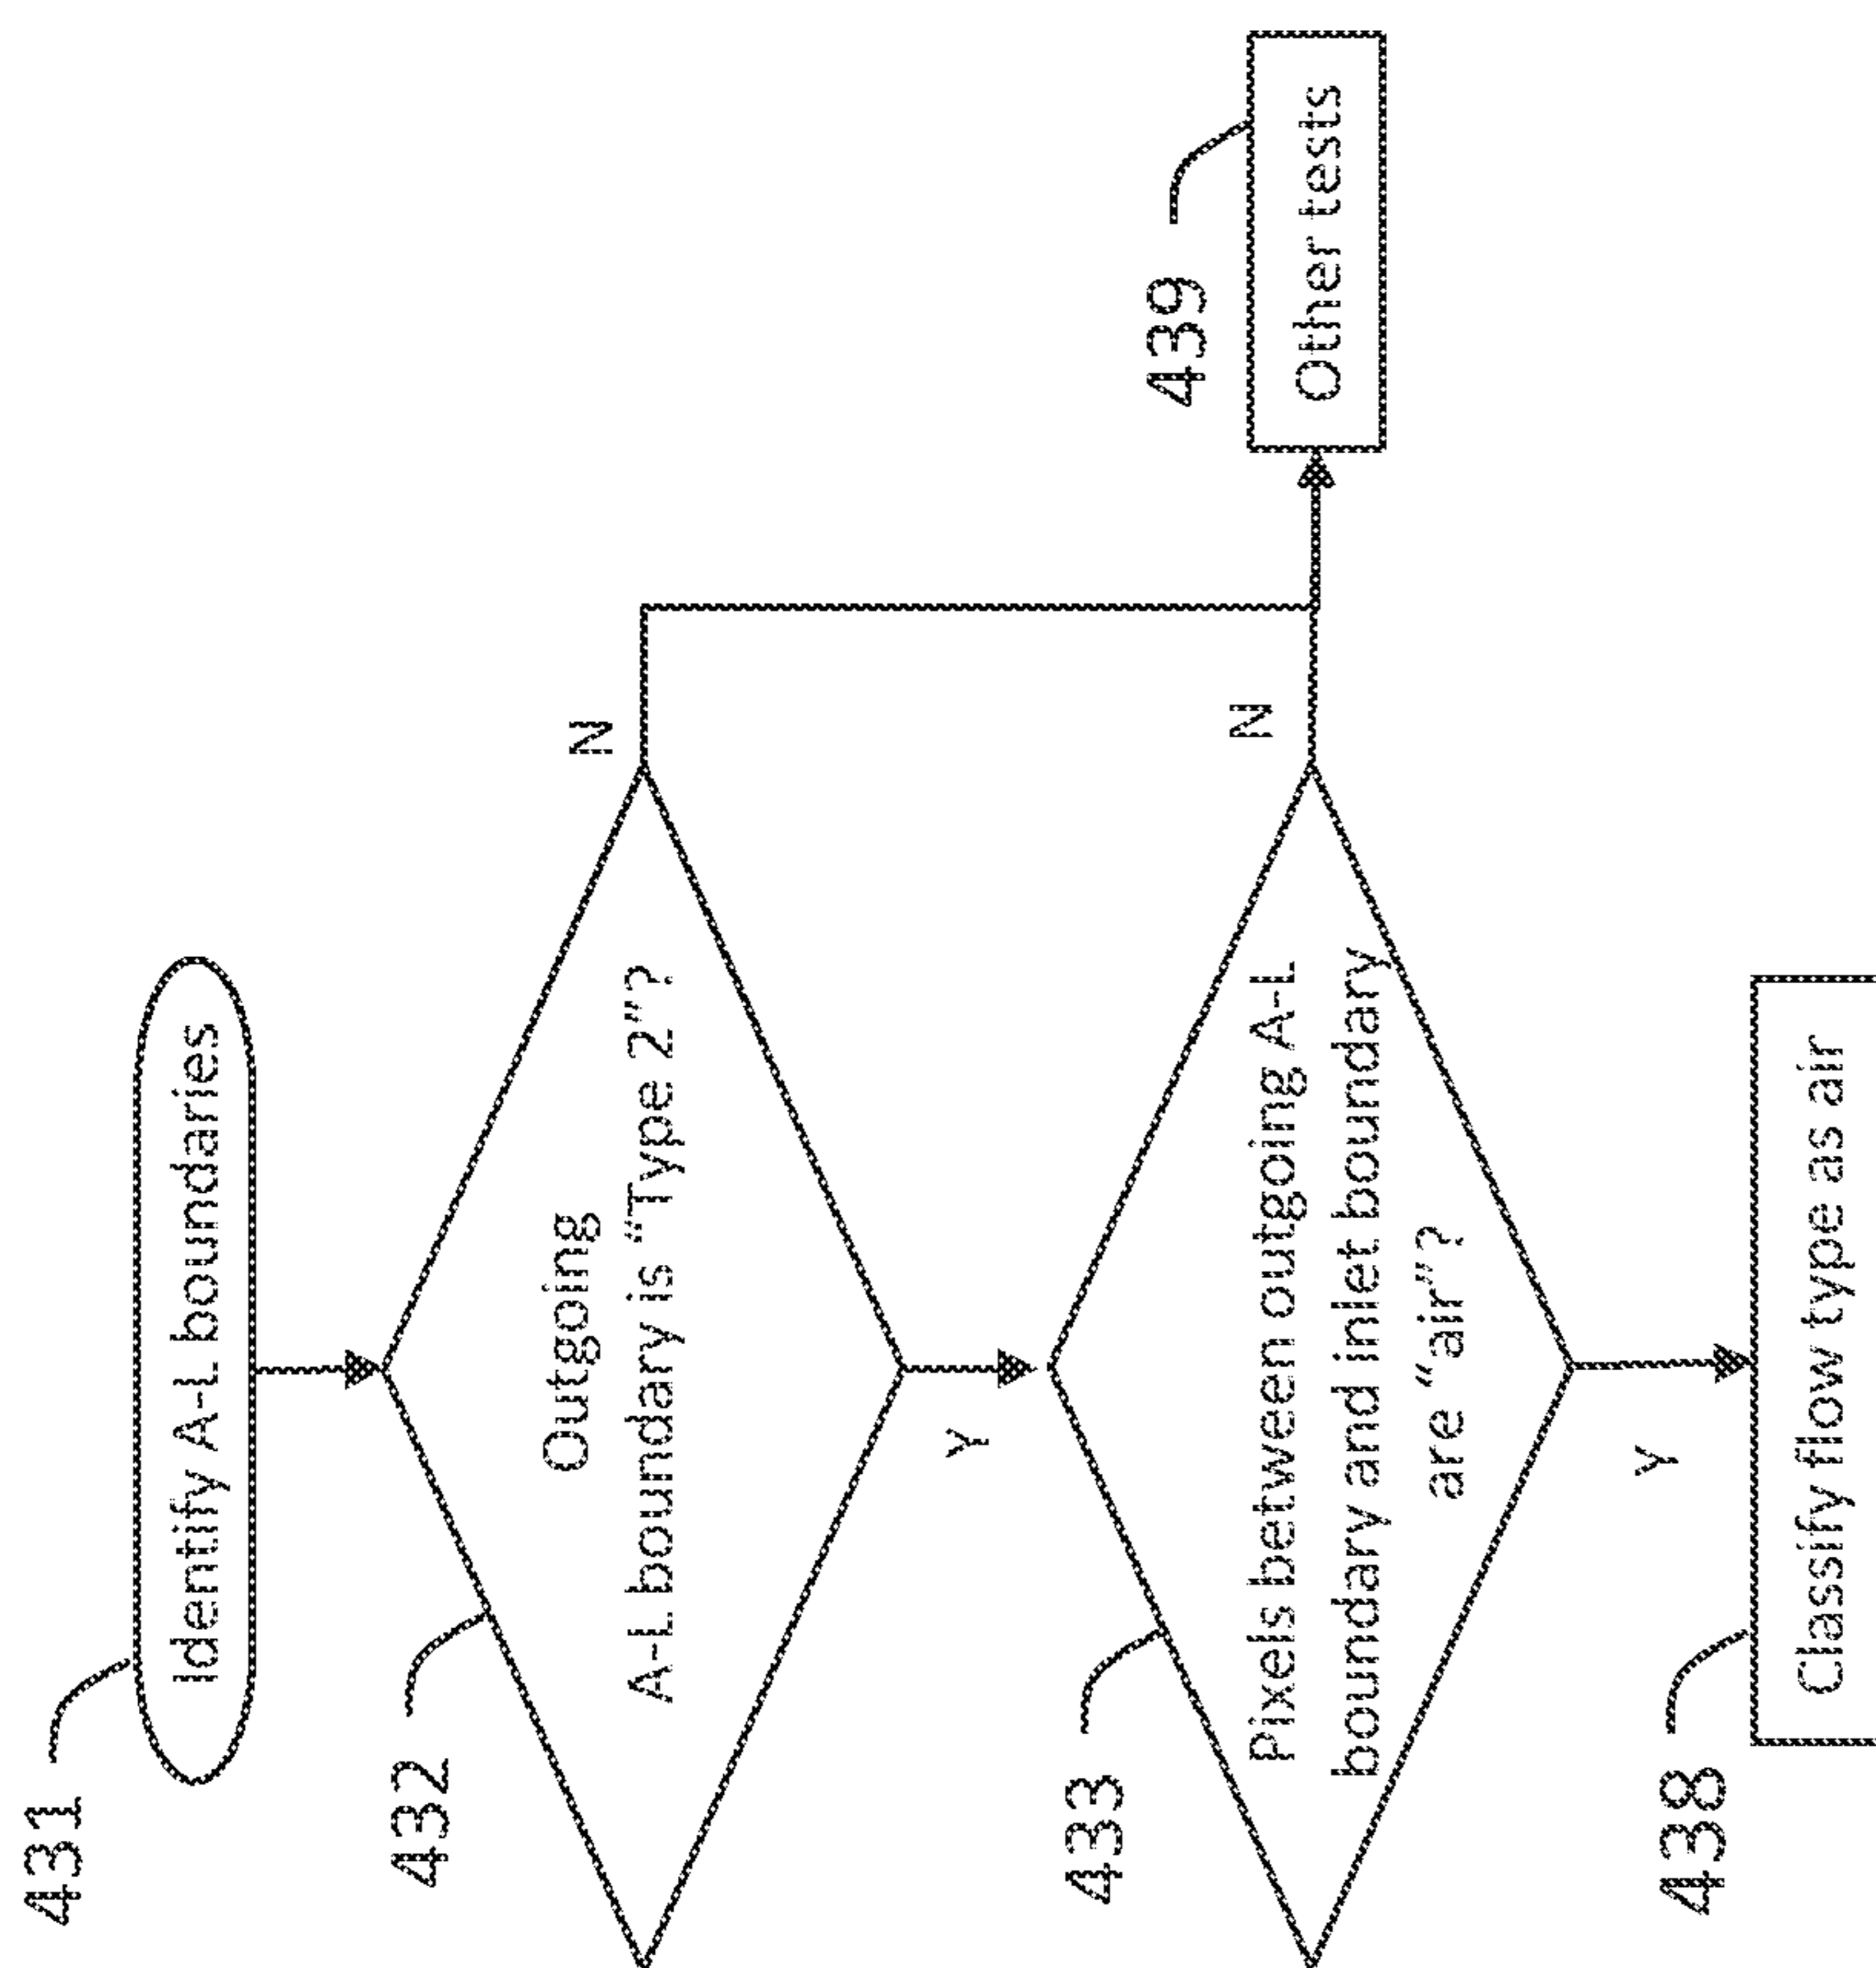 431
Identify A-L boundaries
432
Outgoing
A-L boundary is “Type 2”?
N
Y
433
Pixels between outgoing A-L
boundary and inlet boundary
are “air”?
N
439
Other tests
Y
438
Classify flow type as air